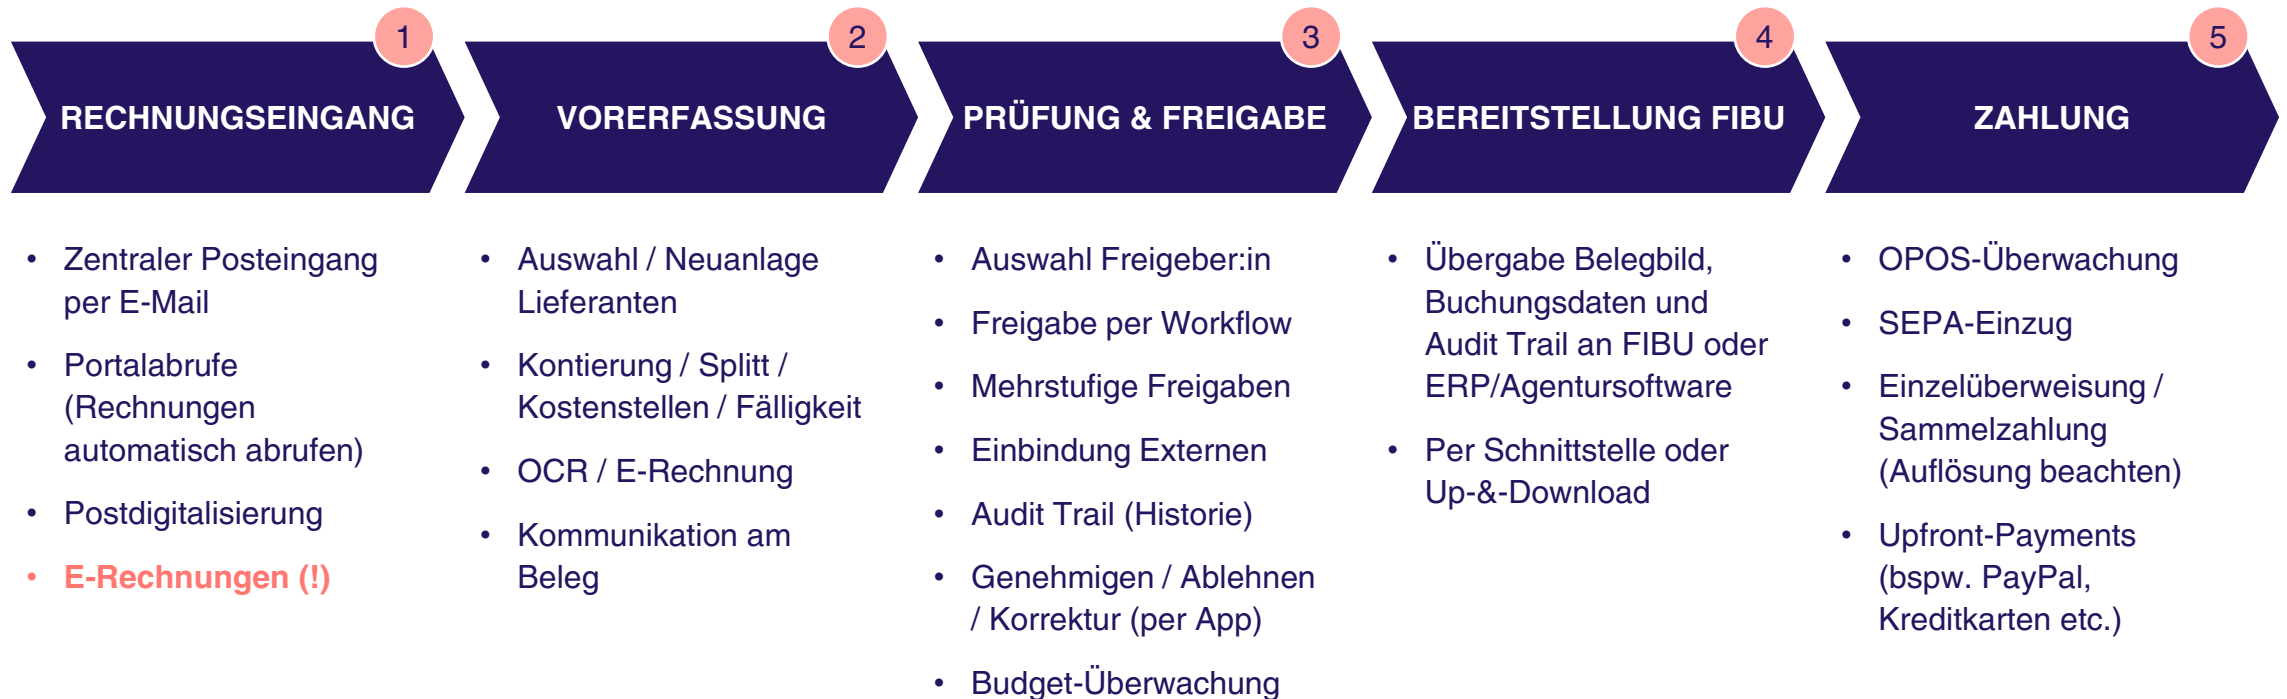 1
RECHNUNGSEINGANG
• Zentraler Posteingang
per E-Mail
• Portalabrufe
(Rechnungen
automatisch abrufen)
• Postdigitalisierung
• E-Rechnungen (!)
2
VORERFASSUNG
• Auswahl / Neuanlage
Lieferanten
• Kontierung / Splitt /
Kostenstellen / Fälligkeit
• OCR / E-Rechnung
• Kommunikation am
Beleg
3
PRÜFUNG & FREIGABE
• Auswahl Freigeber:in
• Freigabe per Workflow
• Mehrstufige Freigaben
• Einbindung Externen
• Audit Trail (Historie)
• Genehmigen / Ablehnen
/ Korrektur (per App)
• Budget-Überwachung
4
BEREITSTELLUNG FIBU
• Übergabe Belegbild,
Buchungsdaten und
Audit Trail an FIBU oder
ERP/Agentursoftware
• Per Schnittstelle oder
Up-&-Download
5
ZAHLUNG
• OPOS-Überwachung
• SEPA-Einzug
• Einzelüberweisung /
Sammelzahlung
(Auflösung beachten)
• Upfront-Payments
(bspw. PayPal,
Kreditkarten etc.)